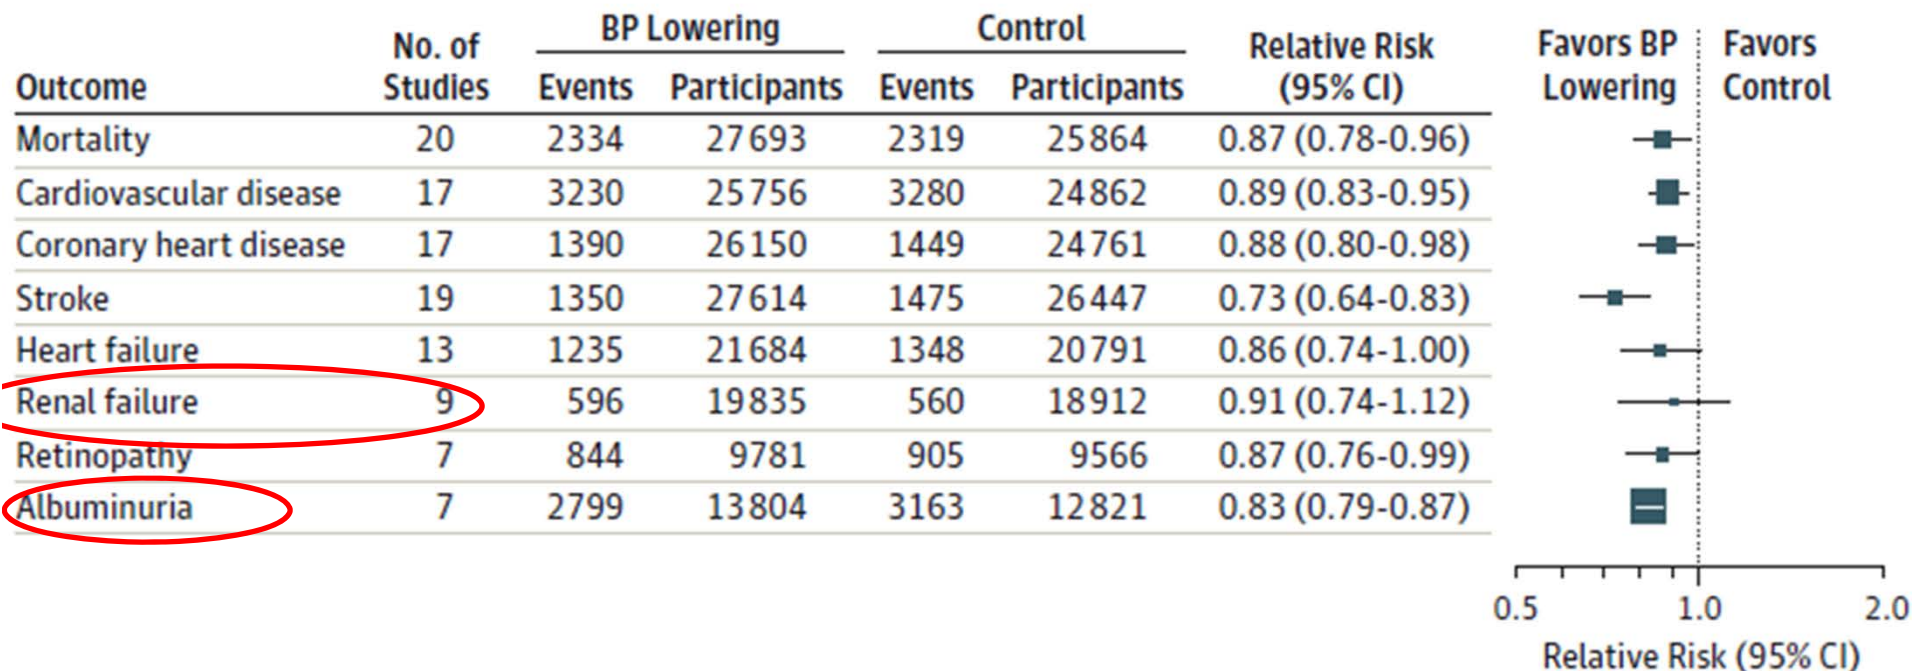 No. of BP Lowering Control Relative Risk Favors BP Favors
Outcome Studies Events Participants Events Participants (95% CI) Lowering Control
Mortality 20 2334 27693 2319 25864 0.87 (0.78-0.96)
Cardiovascular disease 17 3230 25756 3280 24862 0.89 (0.83-0.95)
Coronary heart disease 17 1390 26150 1449 24761 0.88 (0.80-0.98)
Stroke 19 1350 27614 1475 26447 0.73 (0.64-0.83)
Heart failure 13 1235 21684 1348 20791 0.86 (0.74-1.00)
Renal failure 9 596 19835 560 18912 0.91 (0.74-1.12)
Retinopathy 7 844 9781 905 9566 0.87 (0.76-0.99)
Albuminuria 7 2799 13804 3163 12821 0.83 (0.79-0.87)
0.5 1.0 2.0
Relative Risk (95% CI)